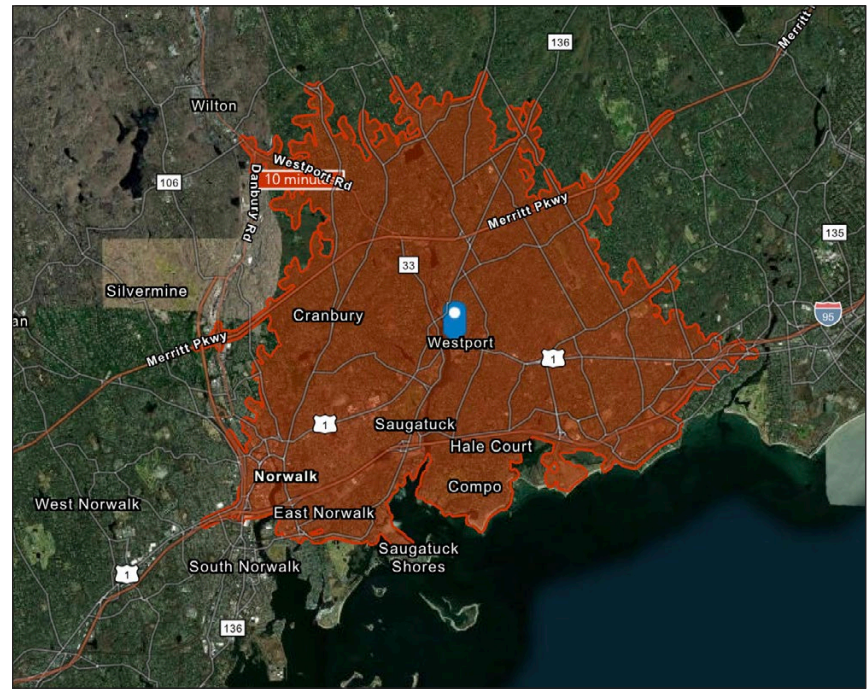 136
Merritt P
Wilton
Westport Rd
10 minute
106
Danbury Rd
Merritt Pkwy
135
33
Silvermine
an
Cranbury
95
Westport
Merritt Pkwy
1
1
Saugatuck
Hale Court
Norwalk
Compo
West Norwalk
East Norwalk
Saugatuck
Shores
South Norwalk
1
136